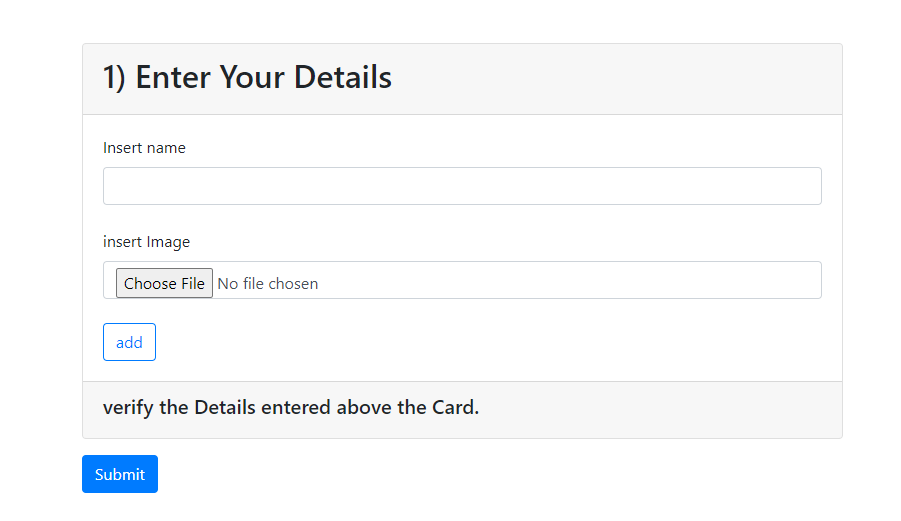 1) Enter Your Details
Insert name
insert Image
Choose File No file chosen
add
verify the Details entered above the Card.
Submit